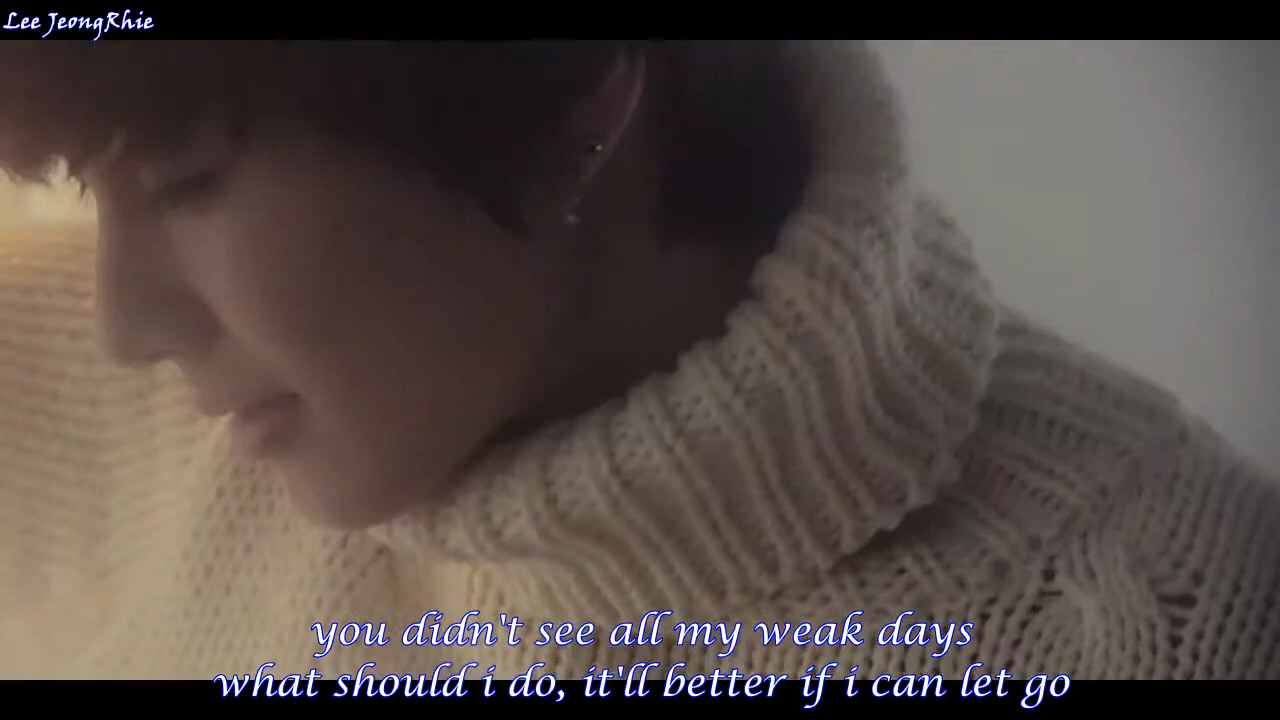 Lee JeongRhie
you didn't see all my weak days
what should i do, it'll better if i can let go